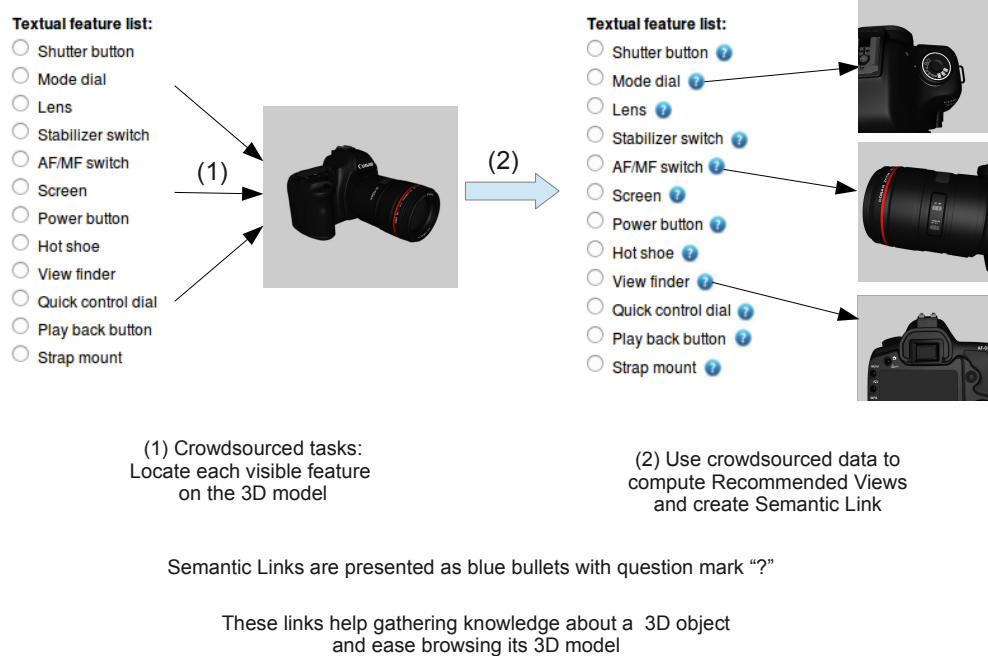 Textual feature list:
Shutter button
Mode dial
Lens
Stabilizer switch
AF/MF switch
Screen
Power button
Hot shoe
View finder
Quick control dial
Play back button
Strap mount
(1)
Canon
(2)
Textual feature list:
Shutter button ?
Mode dial ?
Lens ?
Stabilizer switch ?
AF/MF switch ?
Screen ?
Power button ?
Hot shoe ?
View finder ?
Quick control dial ?
Play back button ?
Strap mount ?
(1) Crowdsourced tasks:
Locate each visible feature
on the 3D model
(2) Use crowdsourced data to
compute Recommended Views
and create Semantic Link
Semantic Links are presented as blue bullets with question mark “?”
These links help gathering knowledge about a 3D object
and ease browsing its 3D model